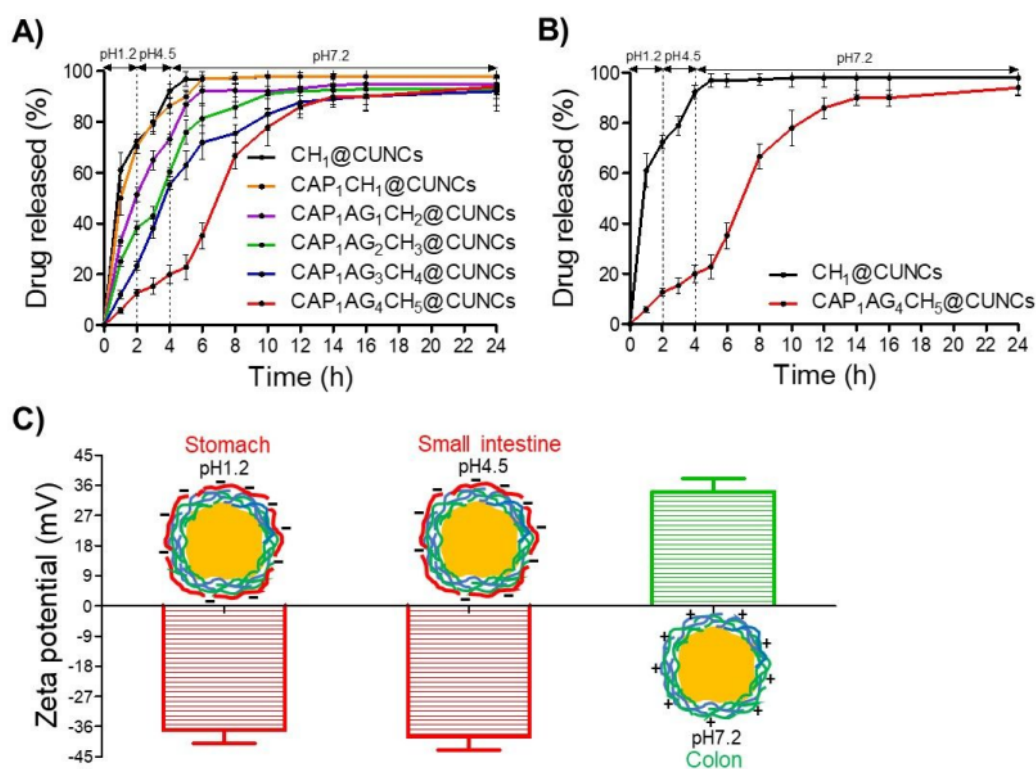 A)
pH1.2 pH4.5 pH7.2
100
80
60
40
20
0
Drug released (%)
CH₁@CUNCs
CAP₁CH₁@CUNCs
CAP₁AG₁CH₂@CUNCs
CAP₁AG₂CH₃@CUNCs
CAP₁AG₃CH₄@CUNCs
CAP₁AG₄CH₅@CUNCs
0 2 4 6 8 10 12 14 16 18 20 22 24
Time (h)
B)
pH1.2 pH4.5 pH7.2
100
80
60
40
20
0
Drug released (%)
CH₁@CUNCs
CAP₁AG₄CH₅@CUNCs
0 2 4 6 8 10 12 14 16 18 20 22 24
Time (h)
C)
45
36
27
18
9
0
-9
-18
-27
-36
-45
Zeta potential (mV)
Stomach
pH1.2
Small intestine
pH4.5
pH7.2
Colon